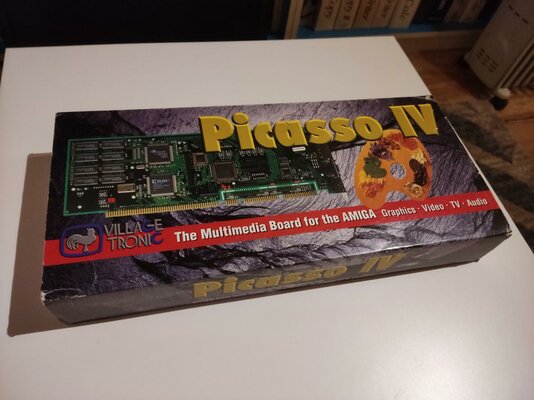 Picasso IV
VILLAGE
TRONIC
The Multimedia Board for the AMIGA Graphics · Video · TV · Audio
Picasso IV